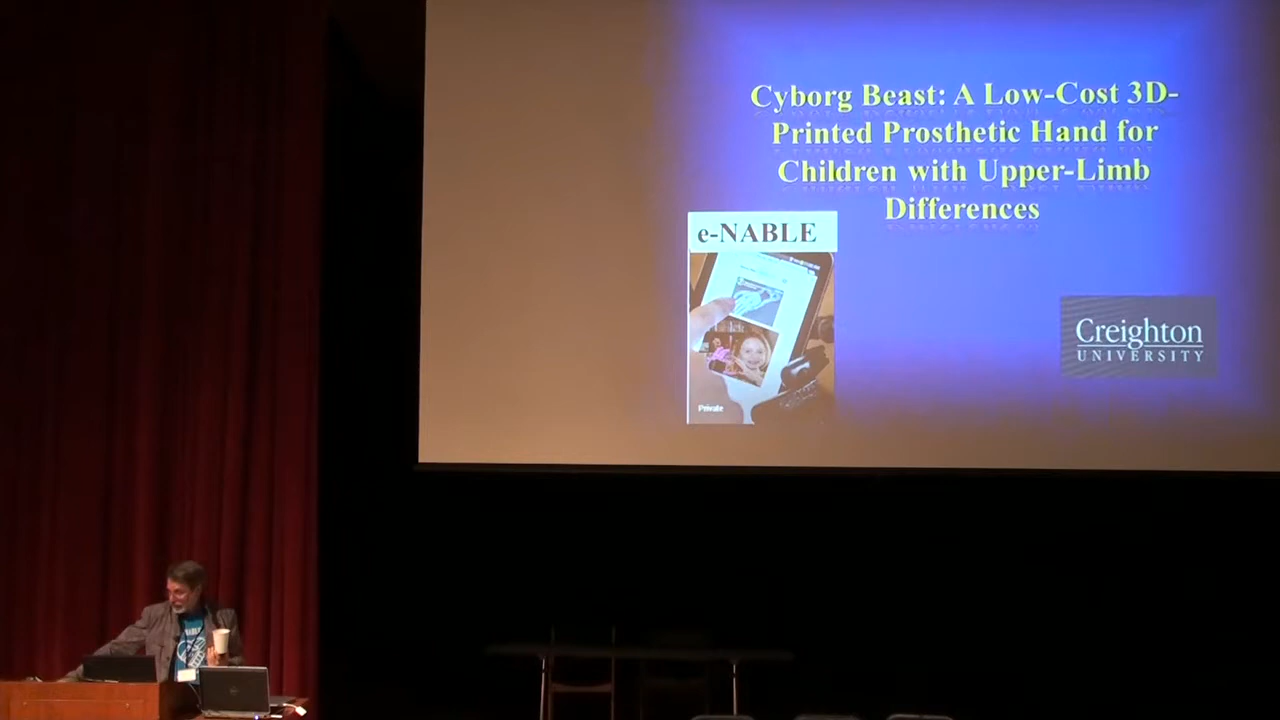 Cyborg Beast: A Low-Cost 3D-
Printed Prosthetic Hand for
Children with Upper-Limb
Differences
e-NABLE
Private
Creighton
UNIVERSITY